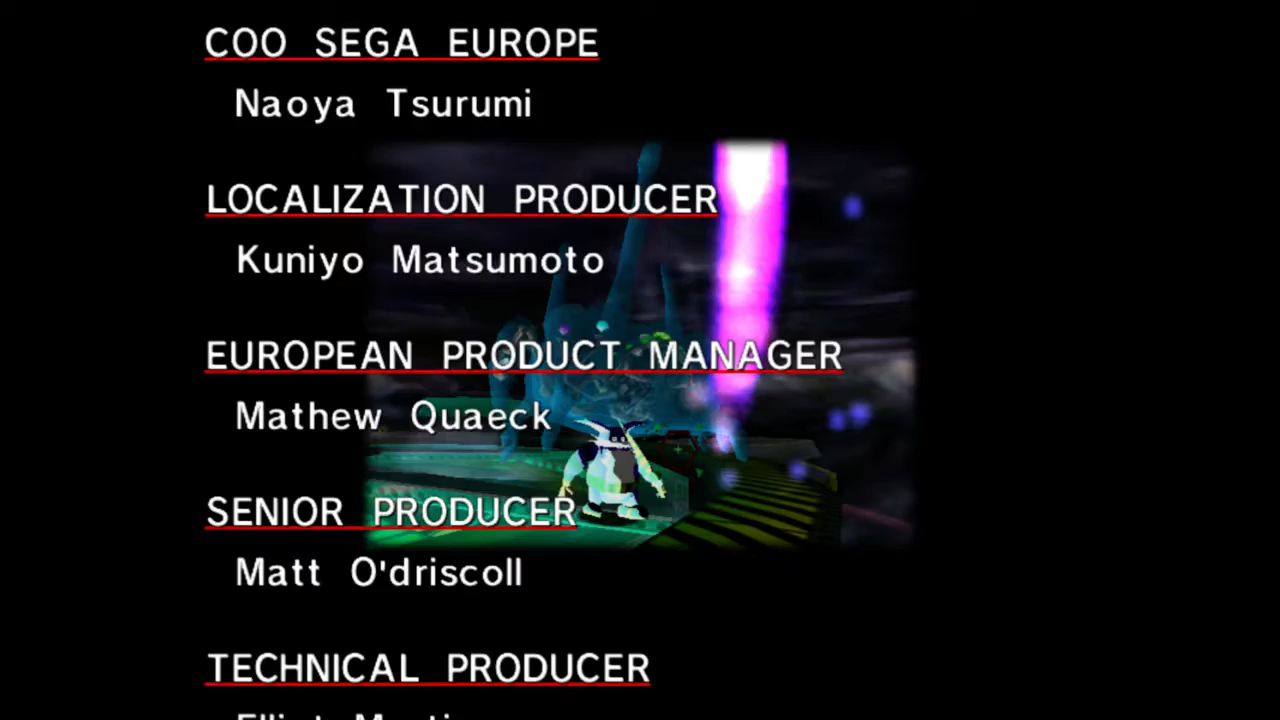 COO SEGA EUROPE
Naoya Tsurumi
LOCALIZATION PRODUCER
Kuniyo Matsumoto
EUROPEAN PRODUCT MANAGER
Mathew Quaeck
SENIOR PRODUCER
Matt O'driscoll
TECHNICAL PRODUCER